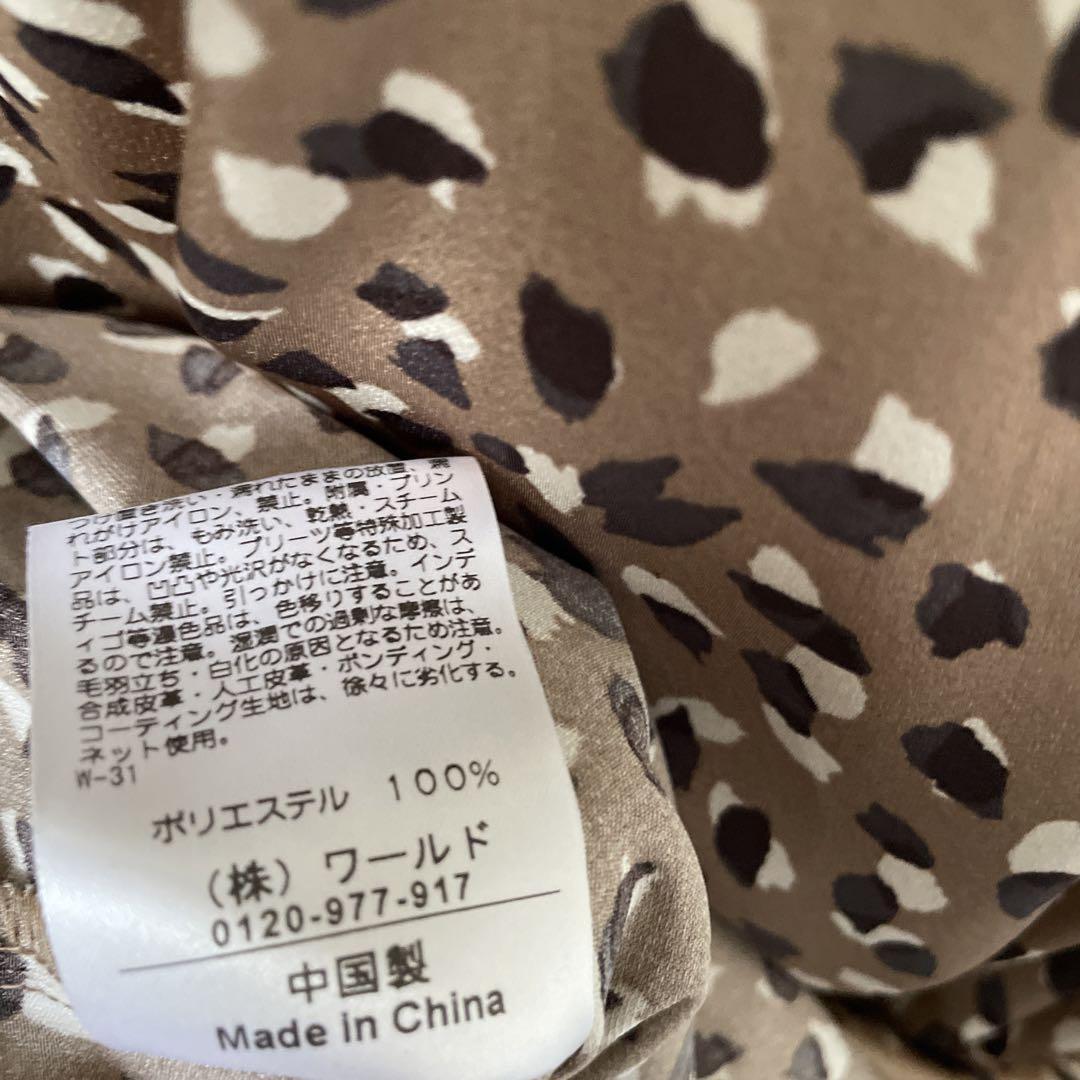 つけ置き洗い・濡れたままの放置、濡
れがけアイロン、禁止。附属・プリン
ト部分は、もみ洗い、乾熱・スチーム
アイロン禁止。プリーツ等特殊加工製
品は、凹凸や光沢がなくなるため、ス
チーム禁止。引っかけに注意。インデ
ィゴ等濃色品は、色移りすることがあ
るので注意。湿潤での過剰な摩擦は、
毛羽立ち・白化の原因となるため注意。
合成皮革・人工皮革・ボンディング・
コーティング生地は、徐々に劣化する。
ネット使用。
W-31
ポリエステル 100%
(株) ワールド
0120-977-917
中国製
Made in China